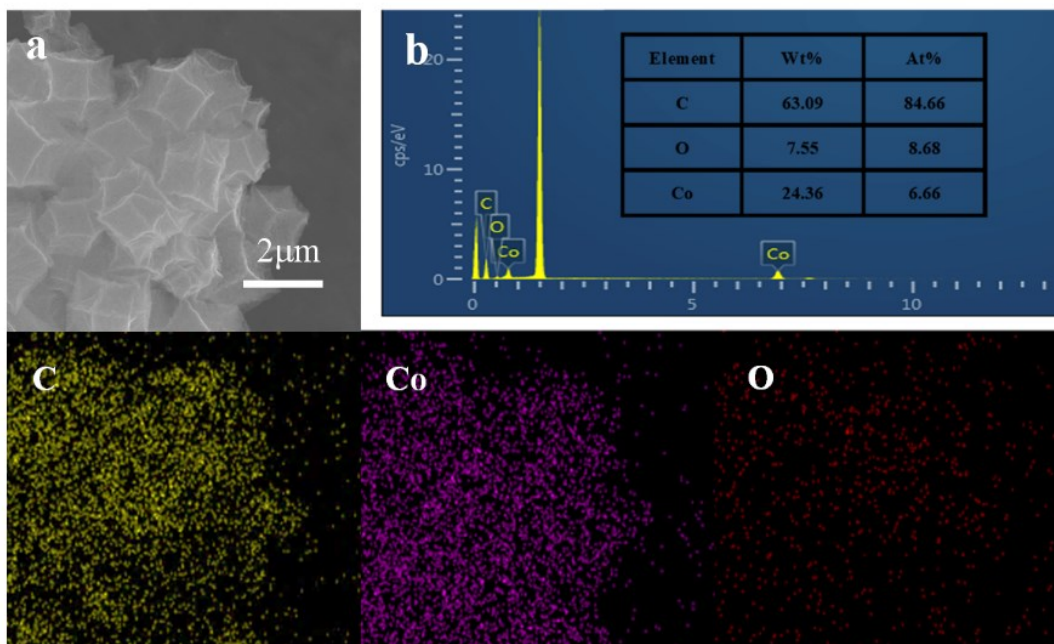 a
2μm
b
20
10
0
cps/eV
Element Wt% At%
C 63.09 84.66
O 7.55 8.68
Co 24.36 6.66
C
O
Co
Co
0 5 10
C
Co
O